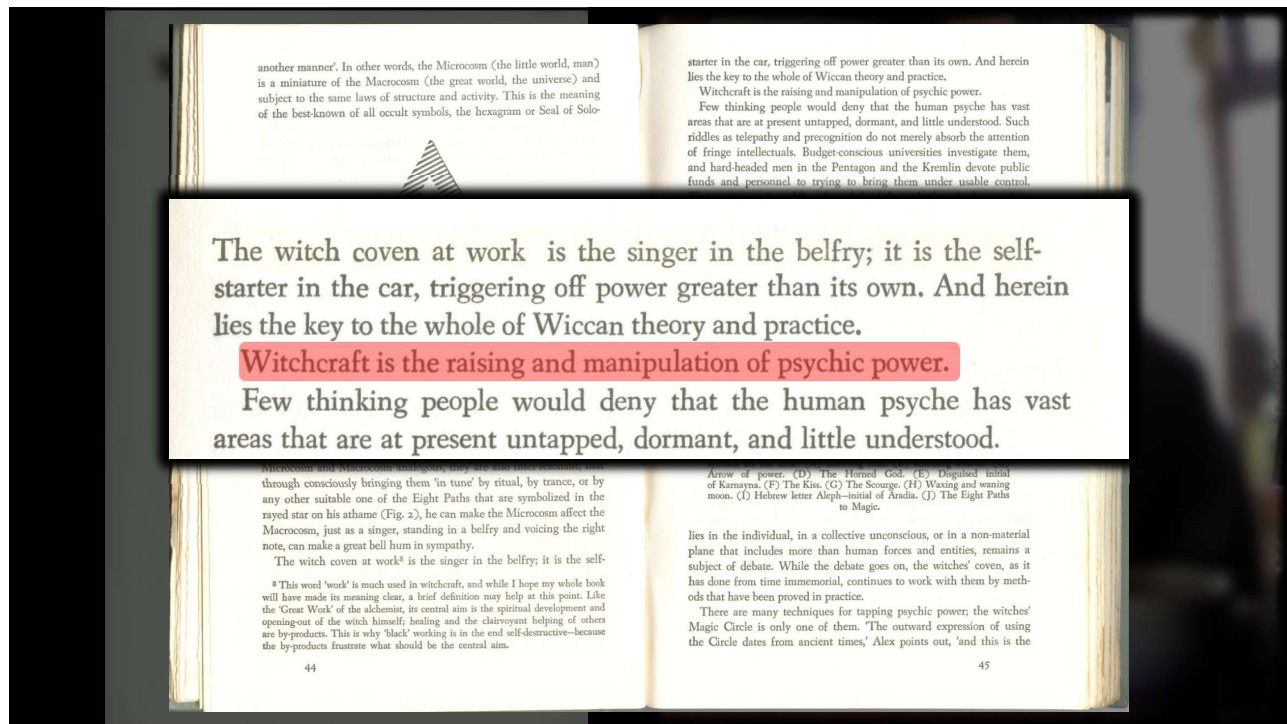 another manner'. In other words, the Microcosm (the little world, man)
is a miniature of the Macrocosm (the great world, the universe) and
subject to the same laws of structure and activity. This is the meaning
of the best-known of all occult symbols, the hexagram or Seal of Solo-
starter in the car, triggering off power greater than its own. And herein
lies the key to the whole of Wiccan theory and practice.
Witchcraft is the raising and manipulation of psychic power.
Few thinking people would deny that the human psyche has vast
areas that are at present untapped, dormant, and little understood. Such
riddles as telepathy and precognition do not merely absorb the attention
of fringe intellectuals. Budget-conscious universities investigate them,
and hard-headed men in the Pentagon and the Kremlin devote public
funds and personnel to trying to bring them under usable control.
The witch coven at work is the singer in the belfry; it is the self-
starter in the car, triggering off power greater than its own. And herein
lies the key to the whole of Wiccan theory and practice.
Witchcraft is the raising and manipulation of psychic power.
Few thinking people would deny that the human psyche has vast
areas that are at present untapped, dormant, and little understood.
Microcosm and Macrocosm analogous, they are also
through consciously bringing them 'in tune' by ritual, by trance, or by
any other suitable one of the Eight Paths that are symbolized in the
rayed star on his athame (Fig. 2), he can make the Microcosm affect the
Macrocosm, just as a singer, standing in a belfry and voicing the right
note, can make a great bell hum in sympathy.
The witch coven at work⁸ is the singer in the belfry; it is the self-
⁸ This word 'work' is much used in witchcraft, and while I hope my whole book
will have made its meaning clear, a brief definition may help at this point. Like
the 'Great Work' of the alchemist, its central aim is the spiritual development and
opening-out of the witch himself; healing and the clairvoyant helping of others
are by-products. This is why 'black' working is in the end self-destructive—because
the by-products frustrate what should be the central aim.
44
Arrow of power. (D) The Horned God. (E) Disguised initial
of Karnayna. (F) The Kiss. (G) The Scourge. (H) Waxing and waning
moon. (I) Hebrew letter Aleph—initial of Aradia. (J) The Eight Paths
to Magic.
lies in the individual, in a collective unconscious, or in a non-material
plane that includes more than human forces and entities, remains a
subject of debate. While the debate goes on, the witches' coven, as it
has done from time immemorial, continues to work with them by meth-
ods that have been proved in practice.
There are many techniques for tapping psychic power; the witches'
Magic Circle is only one of them. 'The outward expression of using
the Circle dates from ancient times,' Alex points out, 'and this is the
45